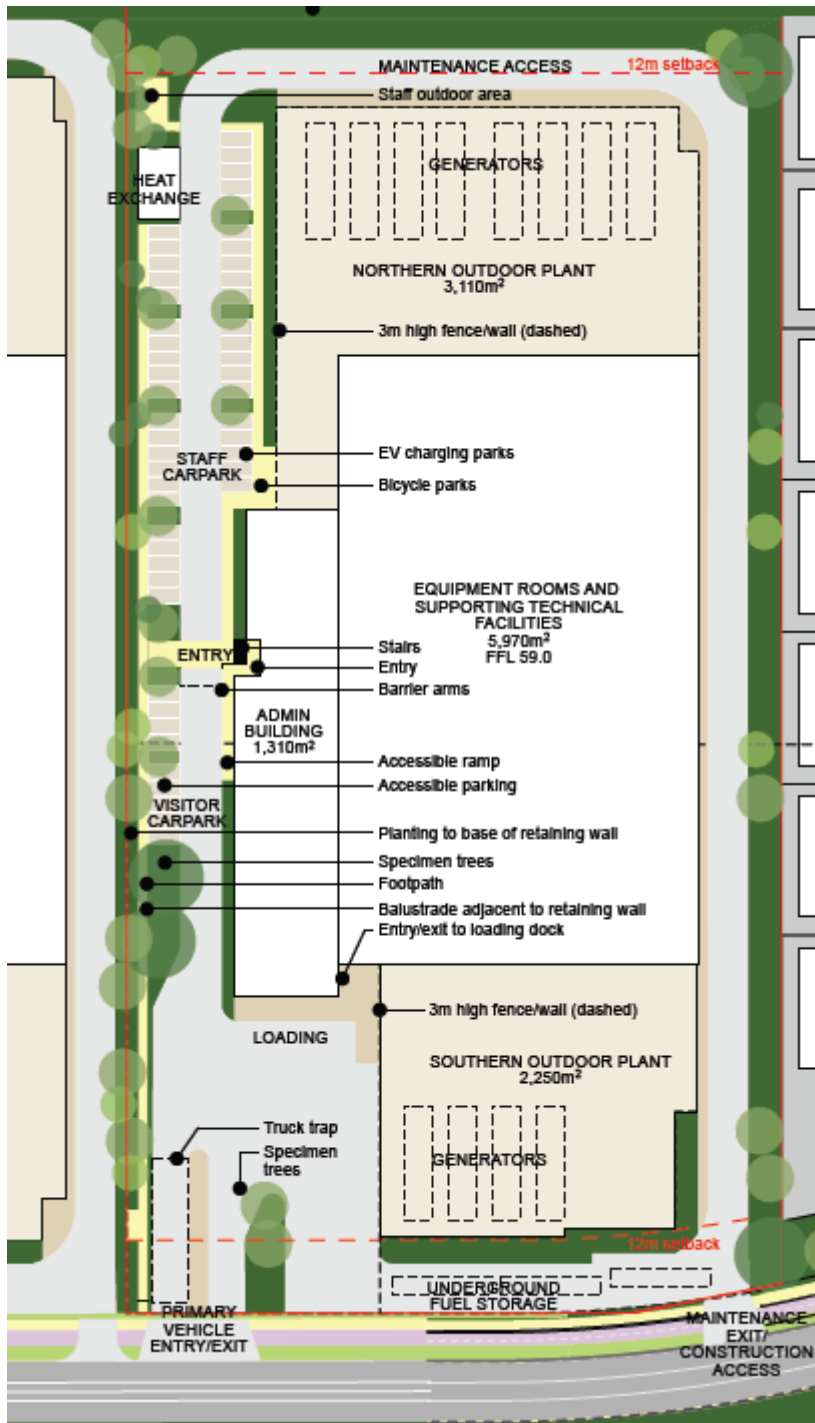 MAINTENANCE ACCESS
12m setback
Staff outdoor area
GENERATORS
HEAT
EXCHANGE
NORTHERN OUTDOOR PLANT
3,110m²
3m high fence/wall (dashed)
EV charging parks
STAFF
CARPARK
Bicycle parks
EQUIPMENT ROOMS AND
SUPPORTING TECHNICAL
FACILITIES
5,970m²
FFL 59.0
Stairs
ENTRY
Entry
Barrier arms
ADMIN
BUILDING
1,310m²
Accessible ramp
Accessible parking
VISITOR
CARPARK
Planting to base of retaining wall
Specimen trees
Footpath
Balustrade adjacent to retaining wall
Entry/exit to loading dock
3m high fence/wall (dashed)
LOADING
SOUTHERN OUTDOOR PLANT
2,250m²
Truck trap
Specimen
trees
GENERATORS
12m setback
UNDERGROUND
FUEL STORAGE
PRIMARY
VEHICLE
ENTRY/EXIT
MAINTENANCE
EXIT/
CONSTRUCTION
ACCESS